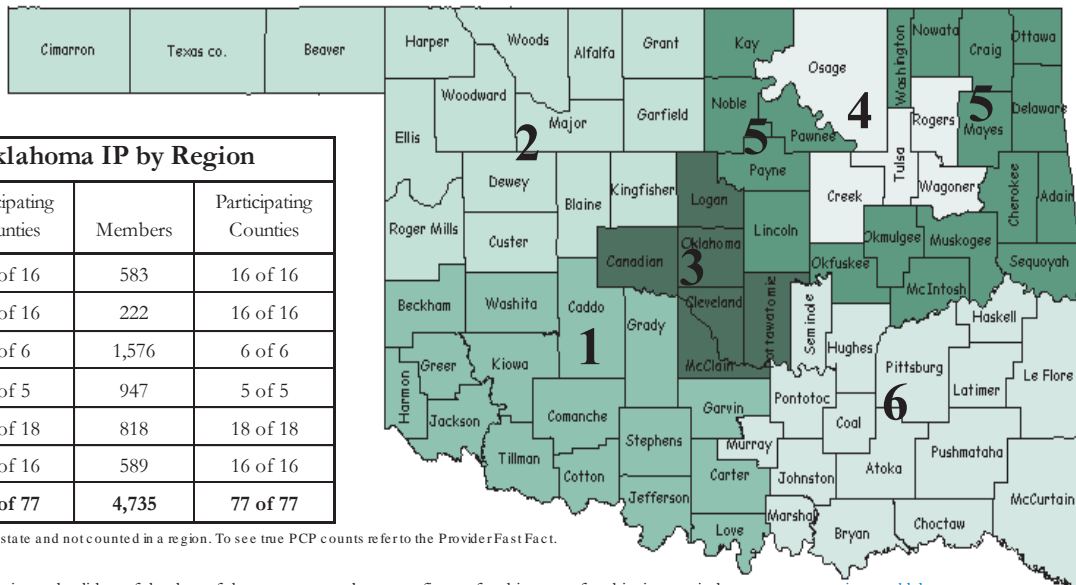 Cimarron Texas co. Beaver Harper Woods Alfalfa Grant Kay Osage Washington Nowata Craig Ottawa
Woodward Garfield Noble Pawnee 4 Rogers 5 Mayes Delaware
Ellis 2 Major 5 Tulsa
Dewey Blaine Kingfisher Logan Payne Creek Wagoner Cherokee Adair
Roger Mills Custer Canadian Oklahoma 3 Lincoln Okmulgee Muskogee Sequoyah
Okfuskee McIntosh
Beckham Washita Caddo Grady Cleveland Pottawatomie Seminole Haskell
Greer Kiowa 1 McClain Hughes Pittsburg Latimer Le Flore
Harmon Jackson Comanche Garvin Pontotoc Coal 6
Tillman Stephens Murray Atoka Pushmataha
Cotton Carter Johnston McCurtain
Jefferson Love Marshal Bryan Choctaw
klahoma IP by Region
Members Participating
Counties
of 16 583 16 of 16
of 16 222 16 of 16
of 6 1,576 6 of 6
of 5 947 5 of 5
of 18 818 18 of 18
of 16 589 16 of 16
of 77 4,735 77 of 77
state and not counted in a region. To see true PCP counts refer to the Provider Fast Fact.